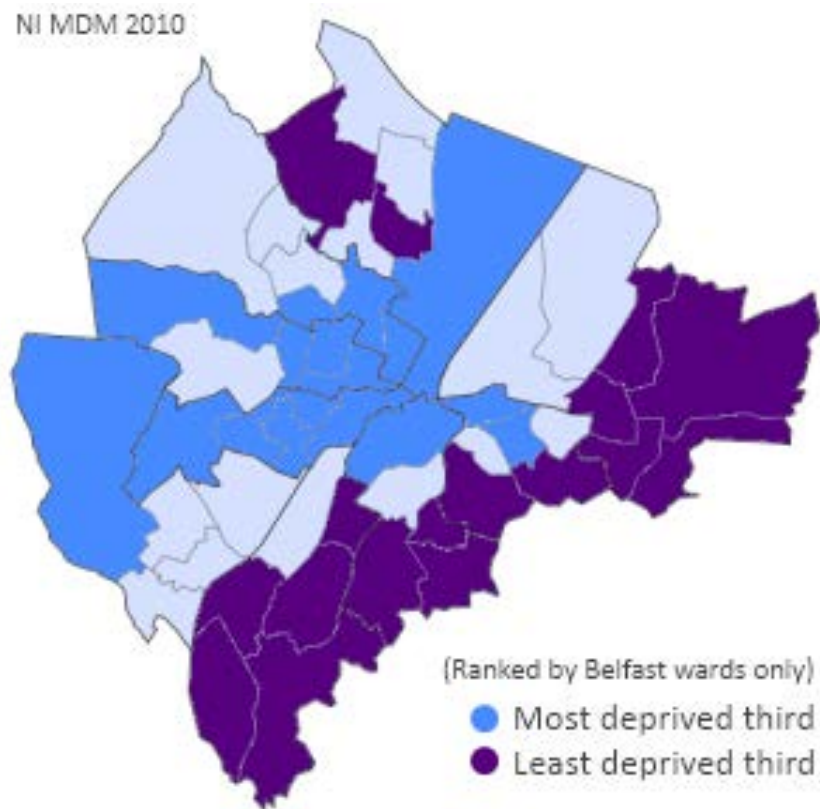 NI MDM 2010
(Ranked by Belfast wards only)
Most deprived third
Least deprived third